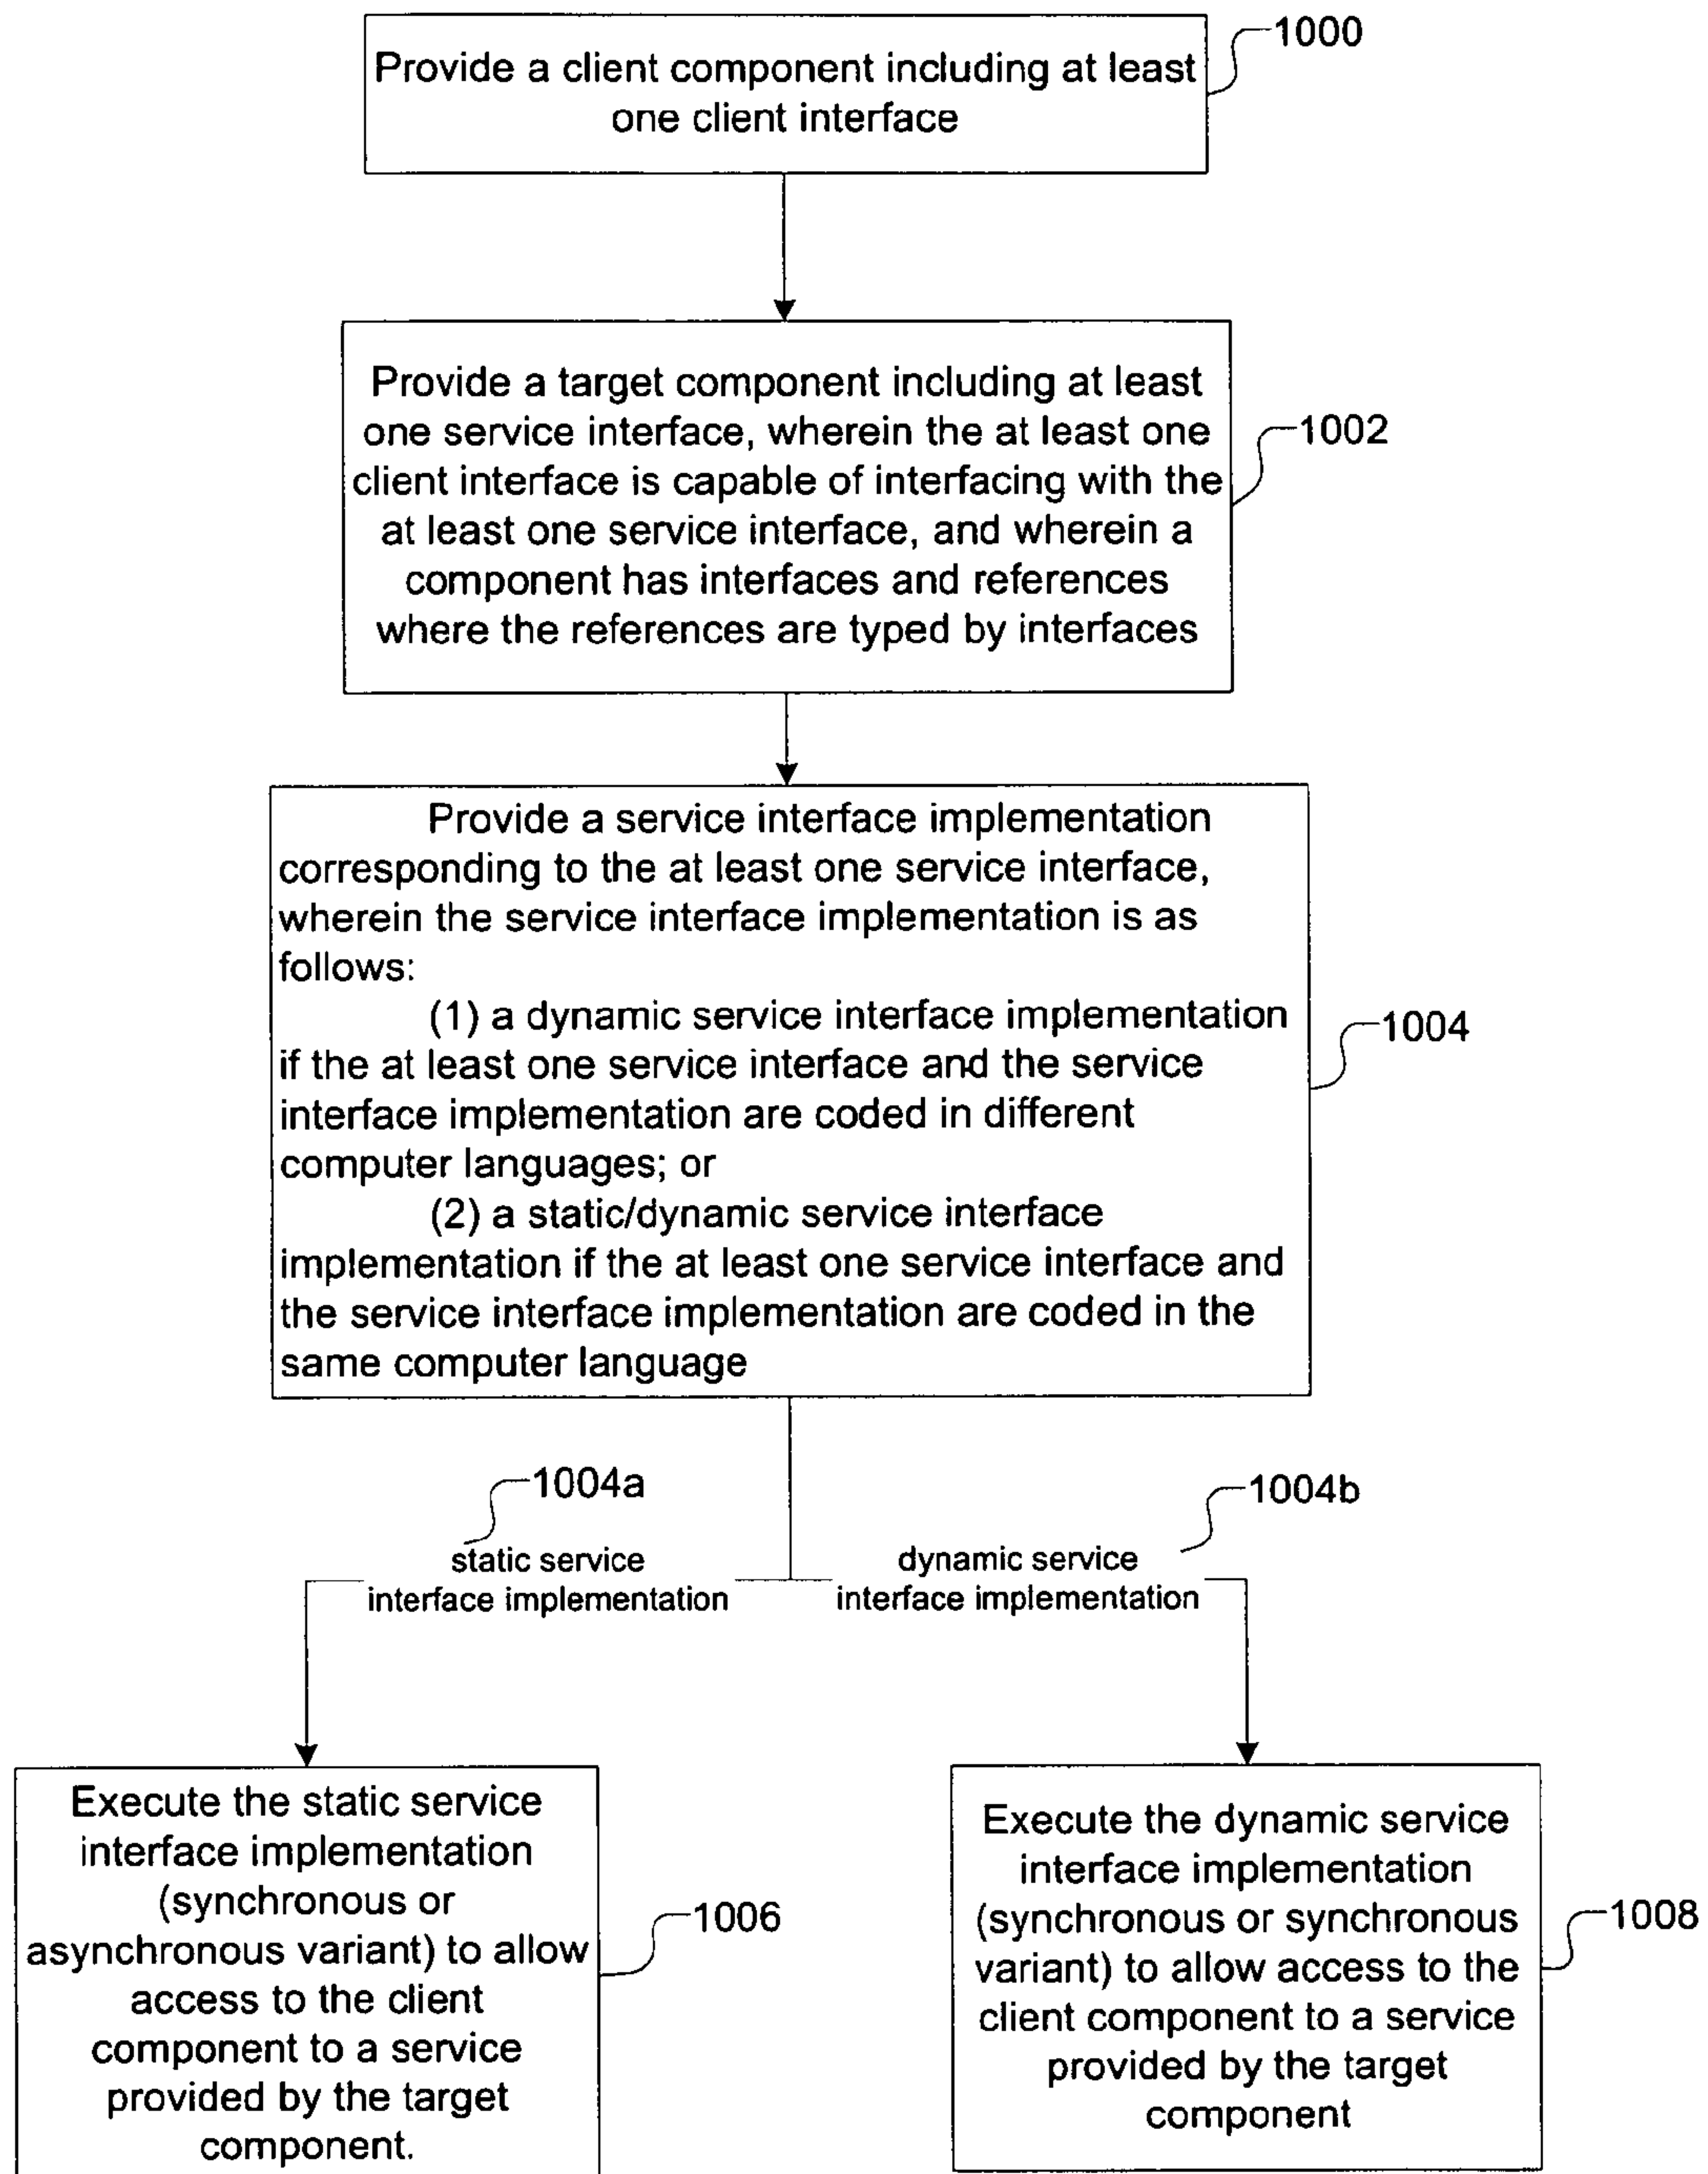 1000
Provide a client component including at least
one client interface
Provide a target component including at least
one service interface, wherein the at least one
client interface is capable of interfacing with the
at least one service interface, and wherein a
component has interfaces and references
where the references are typed by interfaces
1002
Provide a service interface implementation
corresponding to the at least one service interface,
wherein the service interface implementation is as
follows:
(1) a dynamic service interface implementation
if the at least one service interface and the service
interface implementation are coded in different
computer languages; or
(2) a static/dynamic service interface
implementation if the at least one service interface and
the service interface implementation are coded in the
same computer language
1004
1004a
static service
interface implementation
1004b
dynamic service
interface implementation
Execute the static service
interface implementation
(synchronous or
asynchronous variant) to allow
access to the client
component to a service
provided by the target
component.
1006
Execute the dynamic service
interface implementation
(synchronous or synchronous
variant) to allow access to the
client component to a service
provided by the target
component
1008